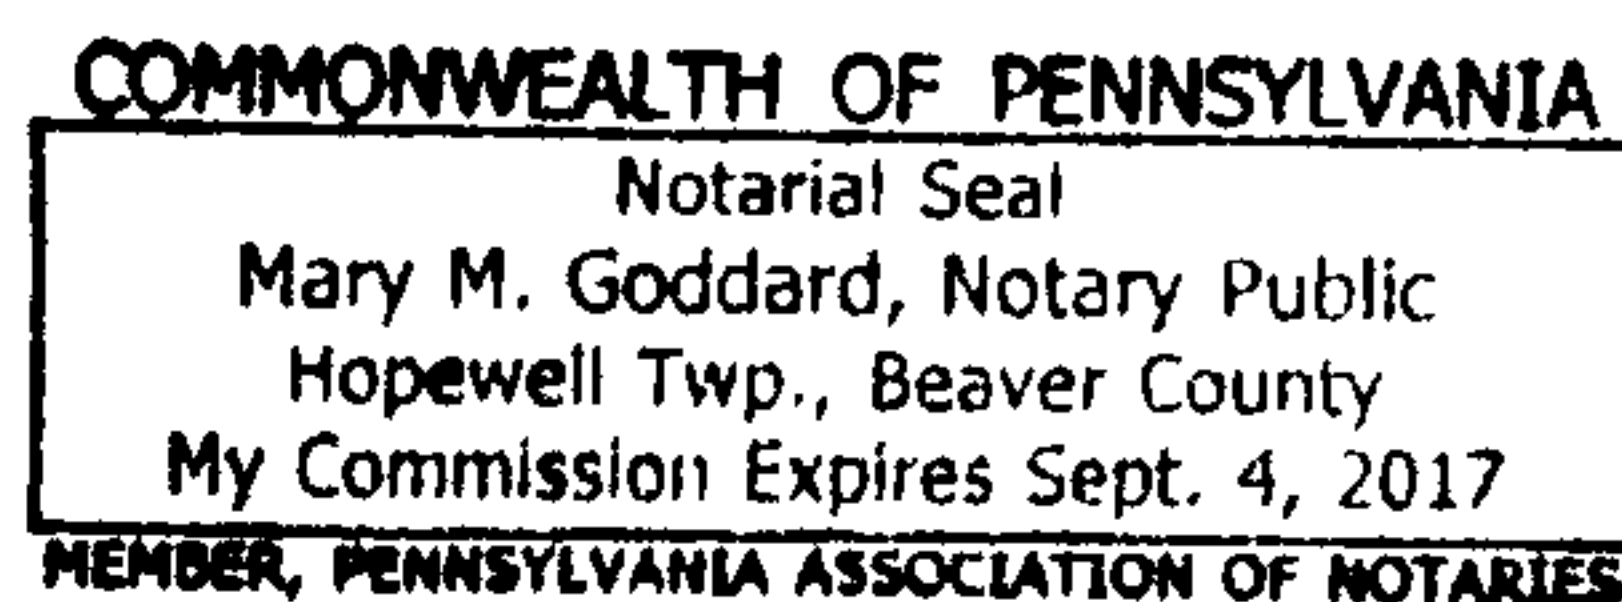 COMMONWEALTH OF PENNSYLVANIA
Notarial Seal
Mary M. Goddard, Notary Public
Hopewell Twp., Beaver County
My Commission Expires Sept. 4, 2017
MEMBER, PENNSYLVANIA ASSOCIATION OF NOTARIES